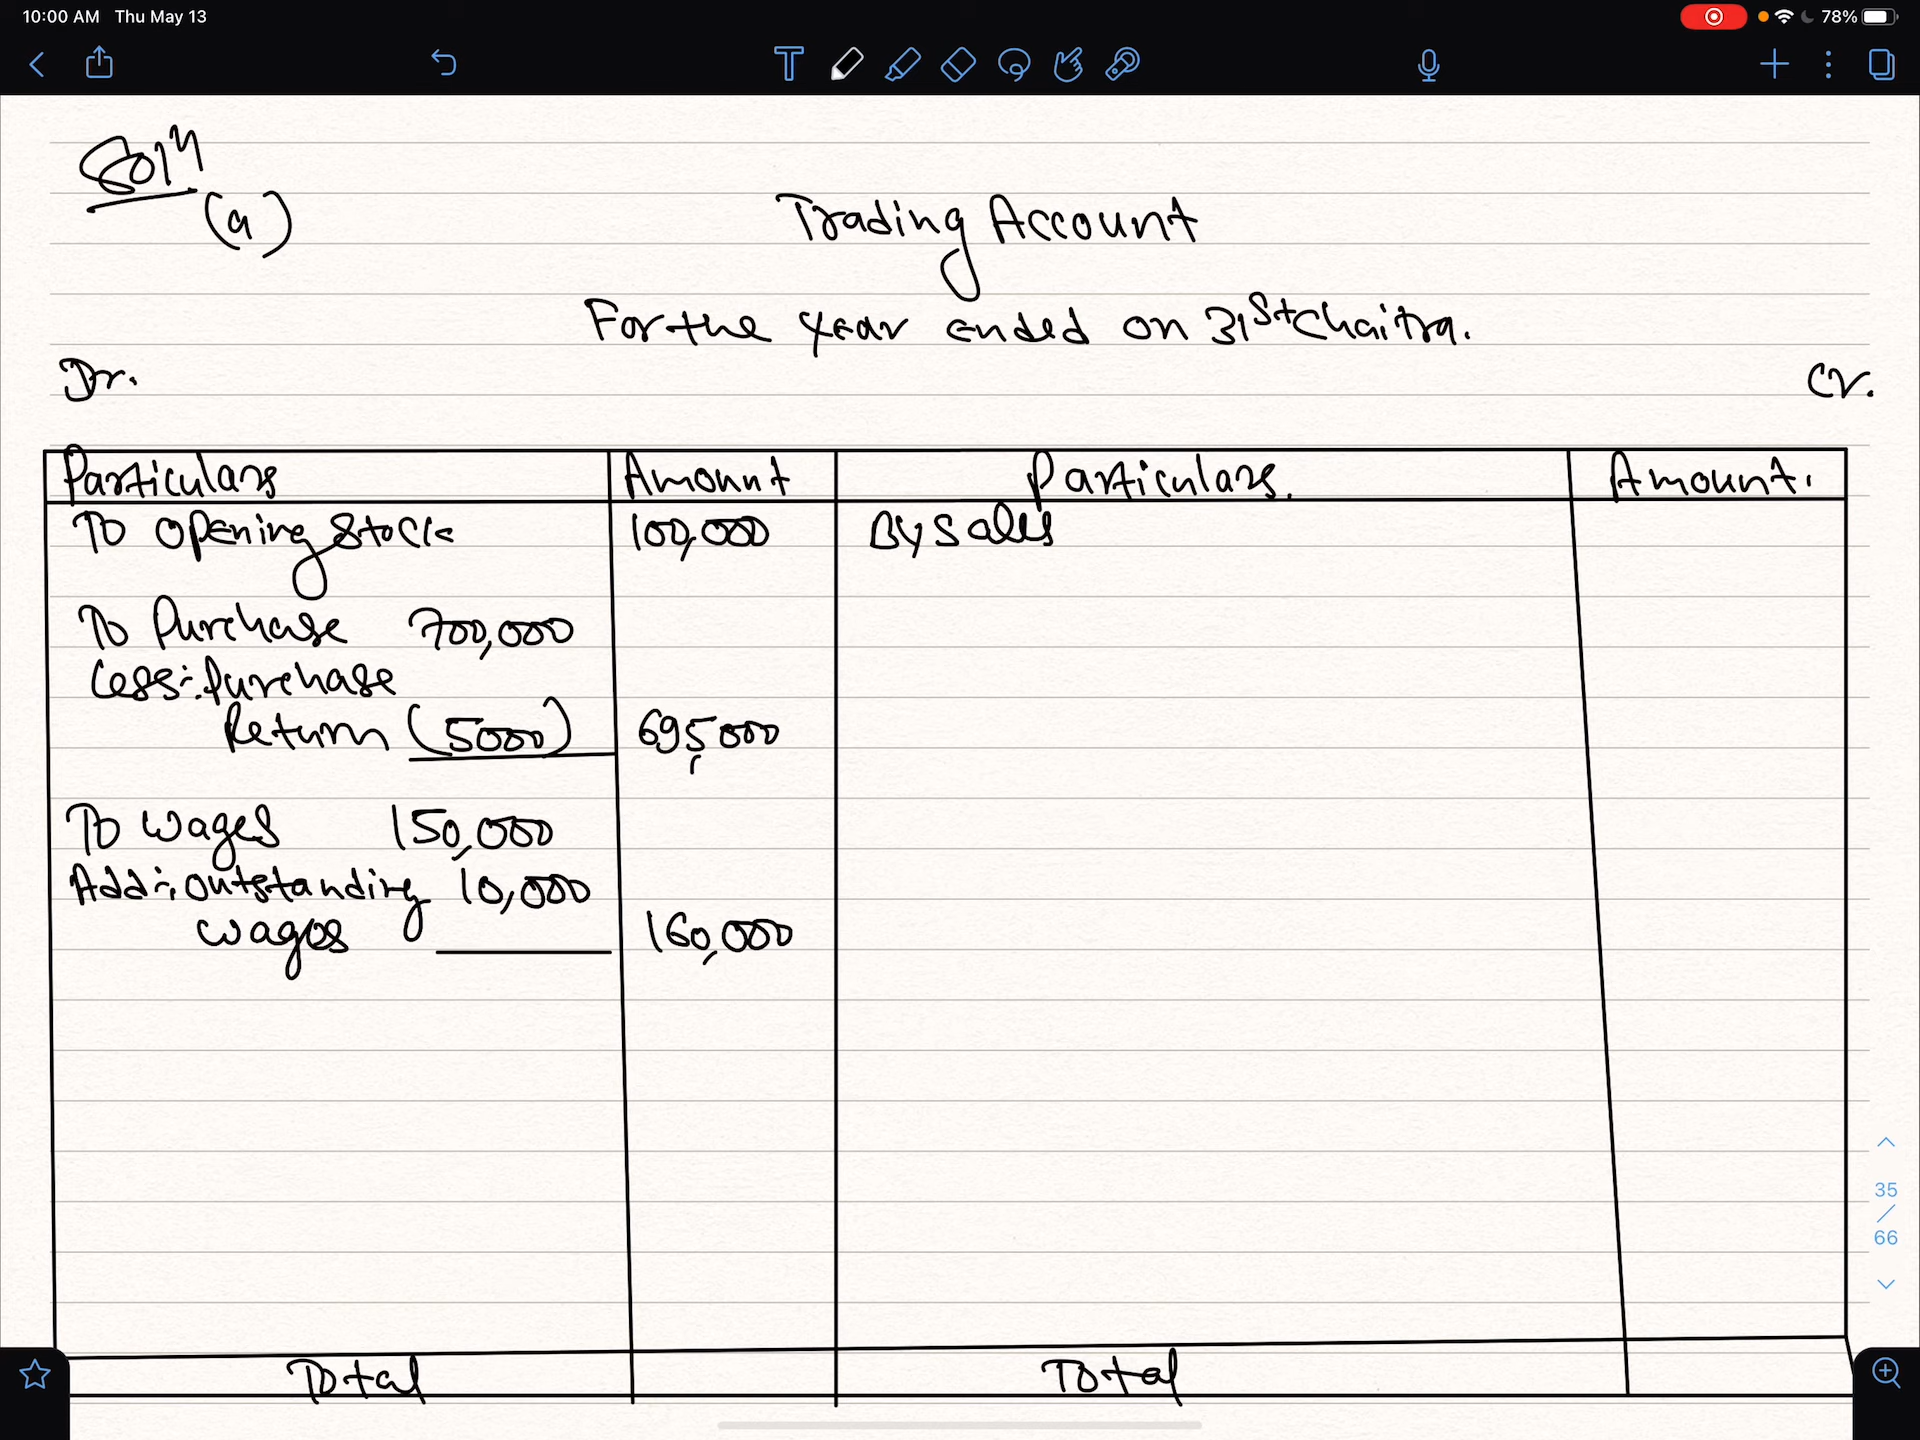 10:00 AM Thu May 13
78%
Soln
(a)
Trading Account
For the year ended on 31st Chaitra.
Dr.
Cr.
Particulars Amount Particulars. Amount.
To Opening Stock 100,000 By Sales
To Purchase 700,000
Less:- Purchase
Return (5000) 695,000
To Wages 150,000
Add:- Outstanding 10,000
wages 160,000
35
/
66
Total Total